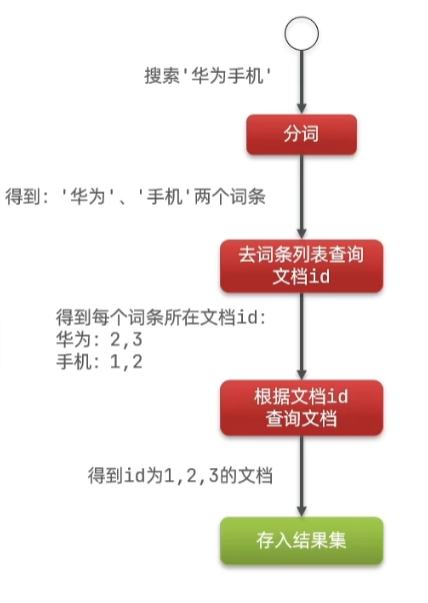 搜索'华为手机'
分词
得到：'华为'、'手机'两个词条
去词条列表查询
文档id
得到每个词条所在文档id：
华为：2,3
手机：1,2
根据文档id
查询文档
得到id为1,2,3的文档
存入结果集